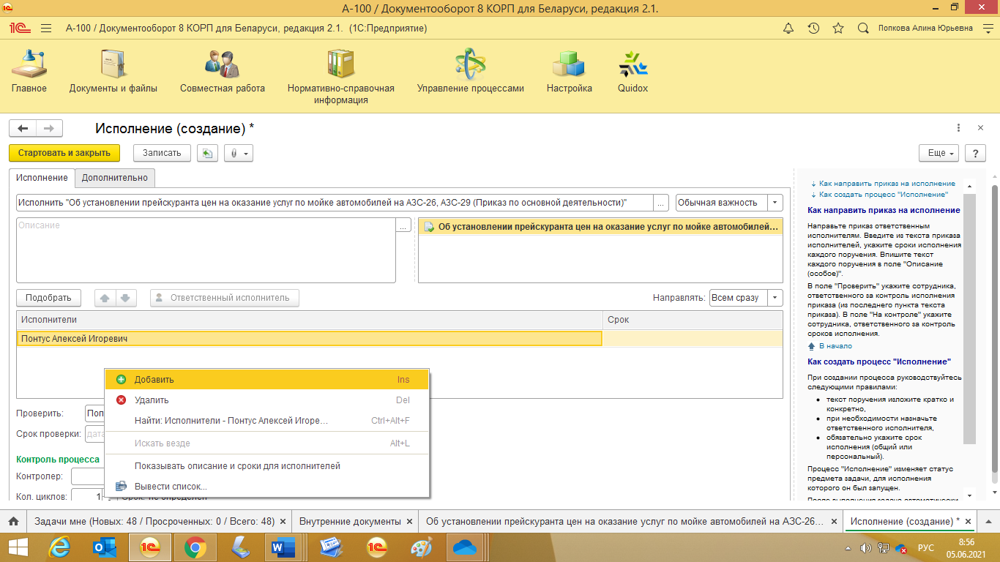 А-100 / Документооборот 8 КОРП для Беларуси, редакция 2.1.
А-100 / Документооборот 8 КОРП для Беларуси, редакция 2.1. (1С:Предприятие)
Попкова Алина Юрьевна
Главное
Документы и файлы
Совместная работа
Нормативно-справочная
информация
Управление процессами
Настройка
Quidox
Исполнение (создание) *
Стартовать и закрыть
Записать
Еще
?
Исполнение
Дополнительно
Исполнить "Об установлении прейскуранта цен на оказание услуг по мойке автомобилей на АЗС-26, АЗС-29 (Приказ по основной деятельности)"
...
Обычная важность
Описание
...
Об установлении прейскуранта цен на оказание услуг по мойке автомобилей...
Подобрать
Ответственный исполнитель
Направлять:
Всем сразу
Исполнители
Срок
Понтус Алексей Игоревич
Добавить
Ins
Удалить
Del
Найти: Исполнители - Понтус Алексей Игоре...
Ctrl+Alt+F
Искать везде
Alt+L
Показывать описание и сроки для исполнителей
Вывести список...
Проверить:
Поп
Срок проверки:
дата
Контроль процесса
Контролер:
Кол. циклов:
1
Срок: не определен
Как направить приказ на исполнение
Как создать процесс "Исполнение"
Как направить приказ на исполнение
Направьте приказ ответственным
исполнителям. Введите из текста приказа
исполнителей, укажите сроки исполнения
каждого поручения. Впишите текст
каждого поручения в поле "Описание
(особое)".
В поле "Проверить" укажите сотрудника,
ответственного за контроль исполнения
приказа (из последнего пункта текста
приказа). В поле "На контроле" укажите
сотрудника, ответственного за контроль
сроков исполнения.
В начало
Как создать процесс "Исполнение"
При создании процесса руководствуйтесь
следующими правилами:
текст поручения изложите кратко и
конкретно,
при необходимости назначьте
ответственного исполнителя,
обязательно укажите срок
исполнения (общий или
персональный).
Процесс "Исполнение" изменяет статус
предмета задачи, для исполнения
которого он был запущен.
После выполнения задача автоматически
Задачи мне (Новых: 48 / Просроченных: 0 / Всего: 48)
Внутренние документы
Об установлении прейскуранта цен на оказание услуг по мойке автомобилей на АЗС-26...
Исполнение (создание) *
РУС
8:56
05.06.2021